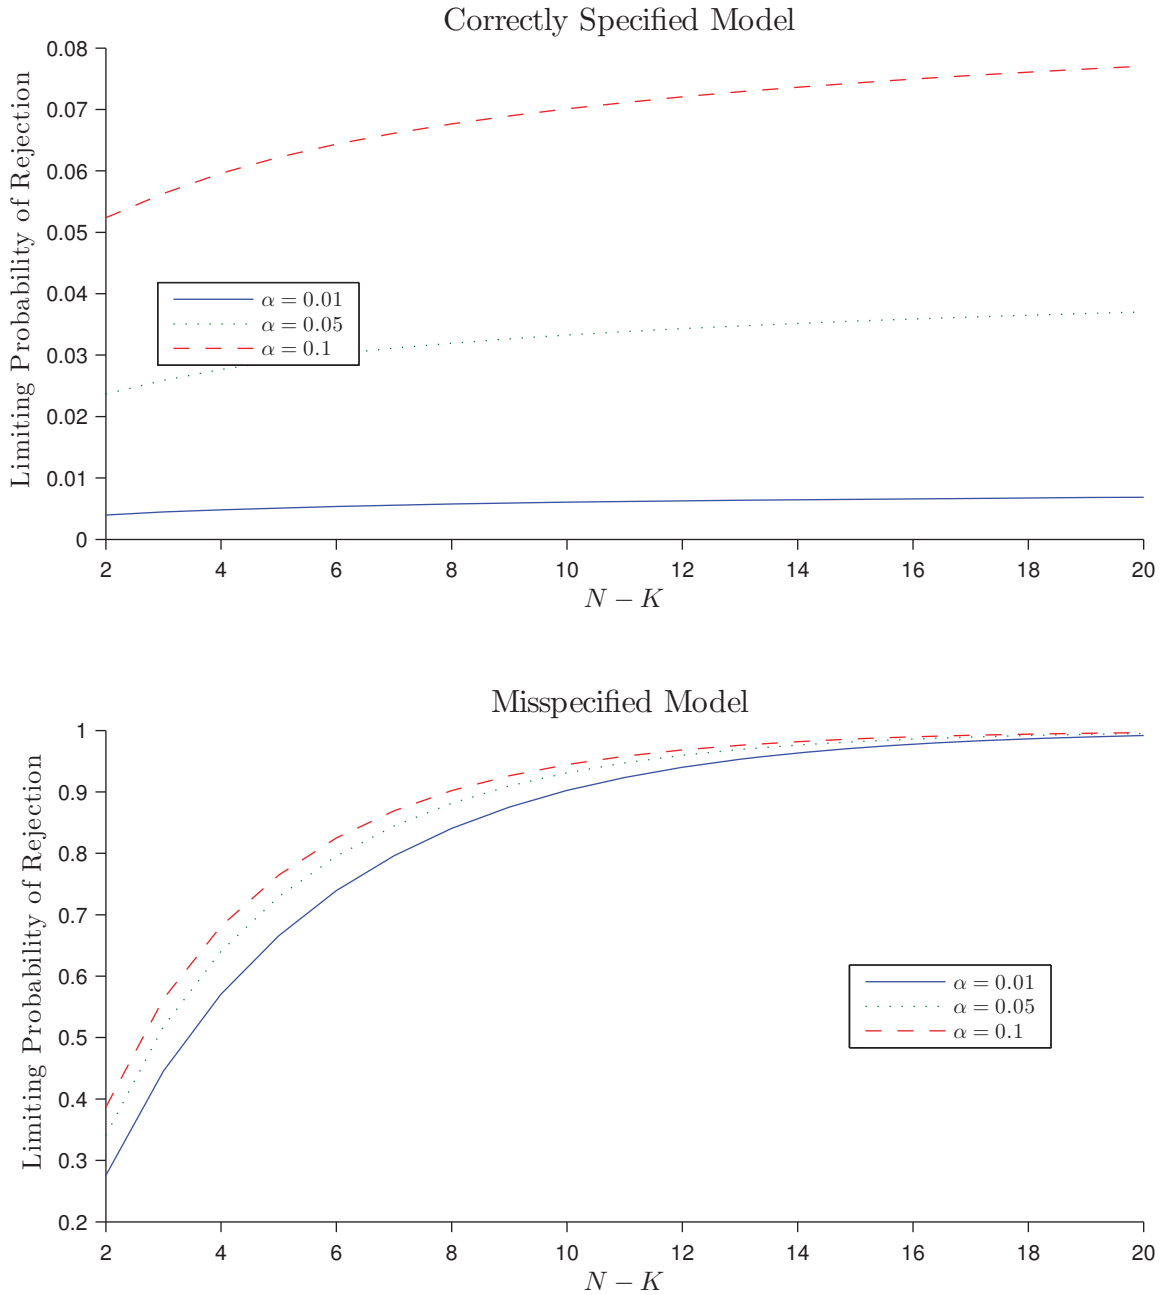 Correctly Specified Model
Limiting Probability of Rejection
0.08
0.07
0.06
0.05
0.04
0.03
0.02
0.01
0
α = 0.01
α = 0.05
α = 0.1
2 4 6 8 10 12 14 16 18 20
N − K
Misspecified Model
Limiting Probability of Rejection
1
0.9
0.8
0.7
0.6
0.5
0.4
0.3
0.2
α = 0.01
α = 0.05
α = 0.1
2 4 6 8 10 12 14 16 18 20
N − K